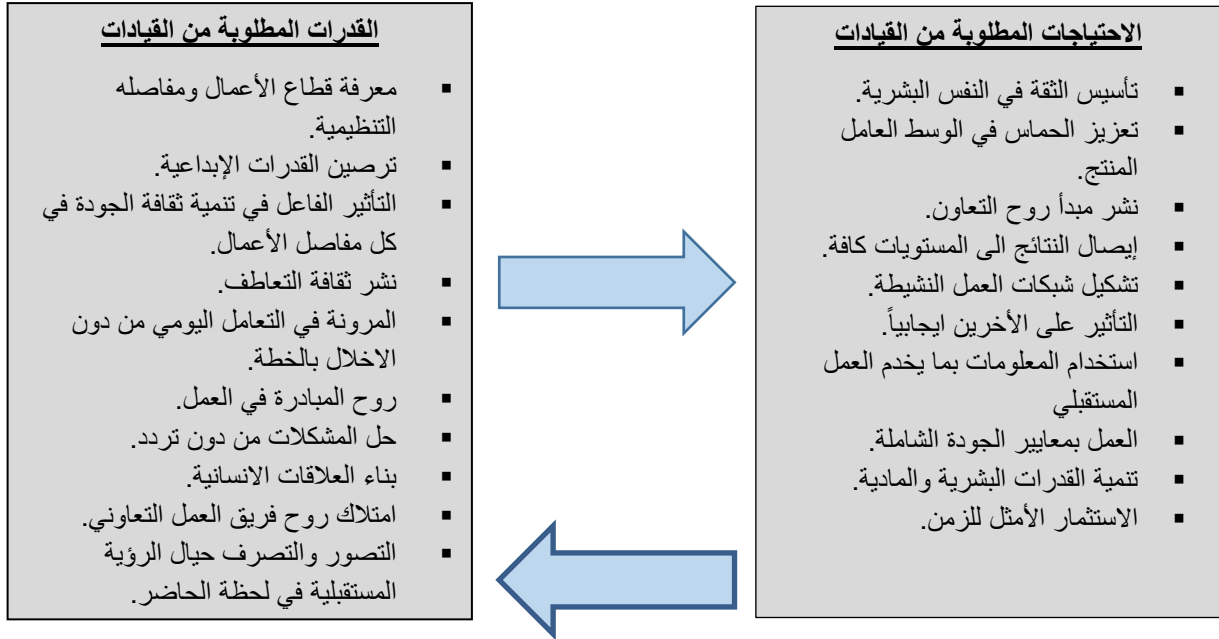 الاحتياجات المطلوبة من القيادات
▪ تأسيس الثقة في النفس البشرية.
▪ تعزيز الحماس في الوسط العامل
المنتج.
▪ نشر مبدأ روح التعاون.
▪ إيصال النتائج الى المستويات كافة.
▪ تشكيل شبكات العمل النشيطة.
▪ التأثير على الأخرين ايجابياً.
▪ استخدام المعلومات بما يخدم العمل
المستقبلي
▪ العمل بمعايير الجودة الشاملة.
▪ تنمية القدرات البشرية والمادية.
▪ الاستثمار الأمثل للزمن.
القدرات المطلوبة من القيادات
▪ معرفة قطاع الأعمال ومفاصله
التنظيمية.
▪ ترصين القدرات الإبداعية.
▪ التأثير الفاعل في تنمية ثقافة الجودة في
كل مفاصل الأعمال.
▪ نشر ثقافة التعاطف.
▪ المرونة في التعامل اليومي من دون
الاخلال بالخطة.
▪ روح المبادرة في العمل.
▪ حل المشكلات من دون تردد.
▪ بناء العلاقات الانسانية.
▪ امتلاك روح فريق العمل التعاوني.
▪ التصور والتصرف حيال الرؤية
المستقبلية في لحظة الحاضر.